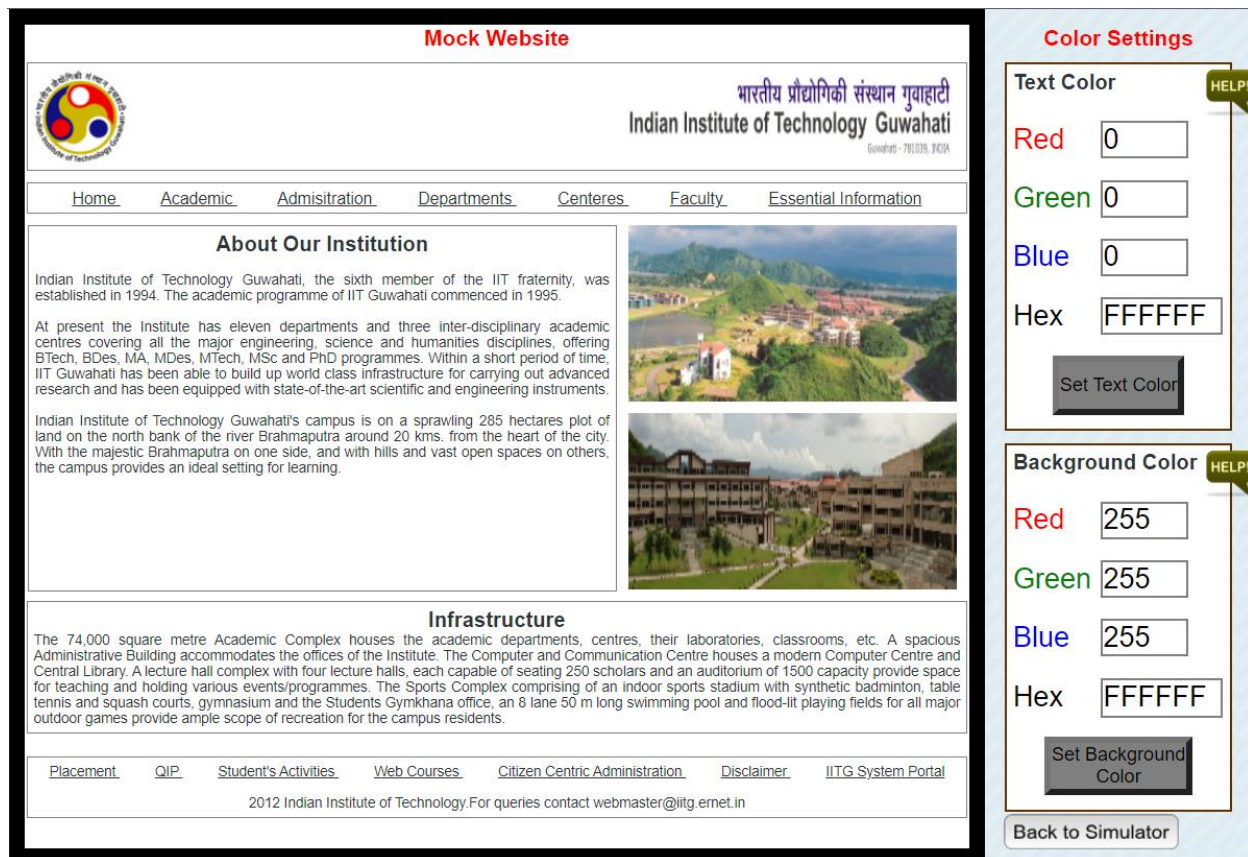 Mock Website
भारतीय प्रौद्योगिकी संस्थान गुवाहाटी
Indian Institute of Technology Guwahati
Guwahati - 781039, INDIA
Home Academic Admisitration Departments Centeres Faculty Essential Information
About Our Institution
Indian Institute of Technology Guwahati, the sixth member of the IIT fraternity, was
established in 1994. The academic programme of IIT Guwahati commenced in 1995.
At present the Institute has eleven departments and three inter-disciplinary academic
centres covering all the major engineering, science and humanities disciplines, offering
BTech, BDes, MA, MDes, MTech, MSc and PhD programmes. Within a short period of time,
IIT Guwahati has been able to build up world class infrastructure for carrying out advanced
research and has been equipped with state-of-the-art scientific and engineering instruments.
Indian Institute of Technology Guwahati's campus is on a sprawling 285 hectares plot of
land on the north bank of the river Brahmaputra around 20 kms. from the heart of the city.
With the majestic Brahmaputra on one side, and with hills and vast open spaces on others,
the campus provides an ideal setting for learning.
Infrastructure
The 74,000 square metre Academic Complex houses the academic departments, centres, their laboratories, classrooms, etc. A spacious
Administrative Building accommodates the offices of the Institute. The Computer and Communication Centre houses a modern Computer Centre and
Central Library. A lecture hall complex with four lecture halls, each capable of seating 250 scholars and an auditorium of 1500 capacity provide space
for teaching and holding various events/programmes. The Sports Complex comprising of an indoor sports stadium with synthetic badminton, table
tennis and squash courts, gymnasium and the Students Gymkhana office, an 8 lane 50 m long swimming pool and flood-lit playing fields for all major
outdoor games provide ample scope of recreation for the campus residents.
Placement QIP Student's Activities Web Courses Citizen Centric Administration Disclaimer IITG System Portal
2012 Indian Institute of Technology.For queries contact webmaster@iitg.ernet.in
Color Settings
Text Color
HELP!
Red 0
Green 0
Blue 0
Hex FFFFFF
Set Text Color
Background Color
HELP!
Red 255
Green 255
Blue 255
Hex FFFFFF
Set Background
Color
Back to Simulator